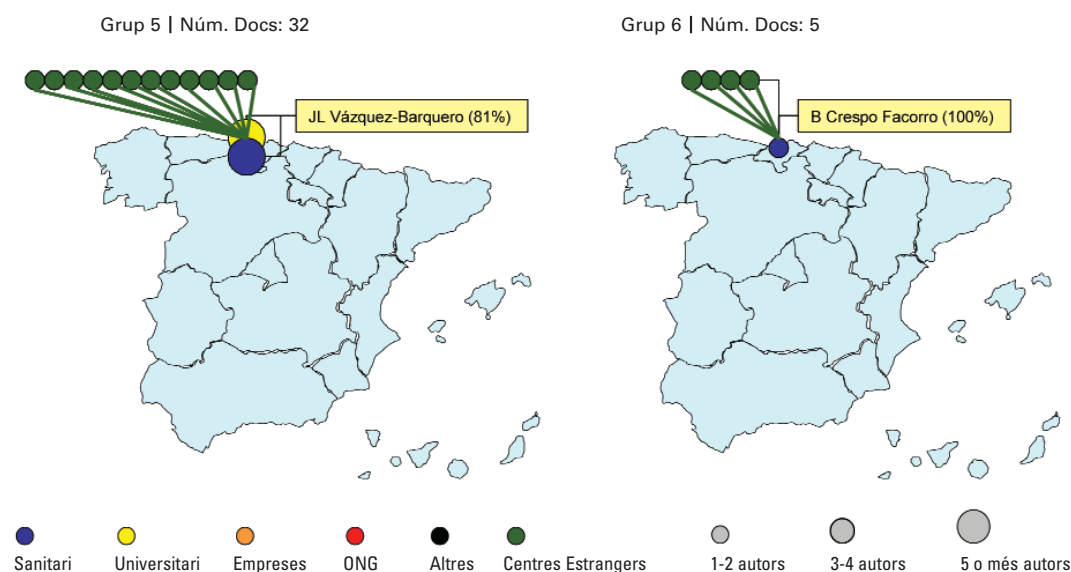 Grup 5 | Núm. Docs: 32
Grup 6 | Núm. Docs: 5
JL Vázquez-Barquero (81%)
B Crespo Facorro (100%)
Sanitari
Universitari
Empreses
ONG
Altres
Centres Estrangers
1-2 autors
3-4 autors
5 o més autors